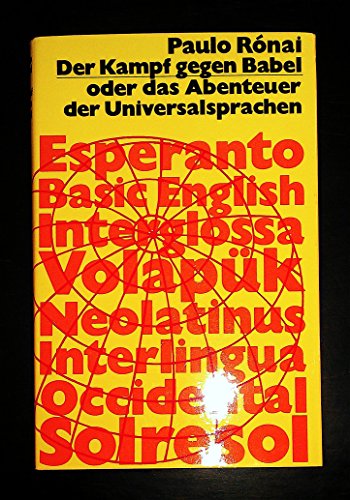 Paulo Rónai
Der Kampf gegen Babel
oder das Abenteuer
der Universalsprachen
Esperanto
Basic English
Interglossa
Volapük
Neolatinus
Interlingua
Occidental
Solresol